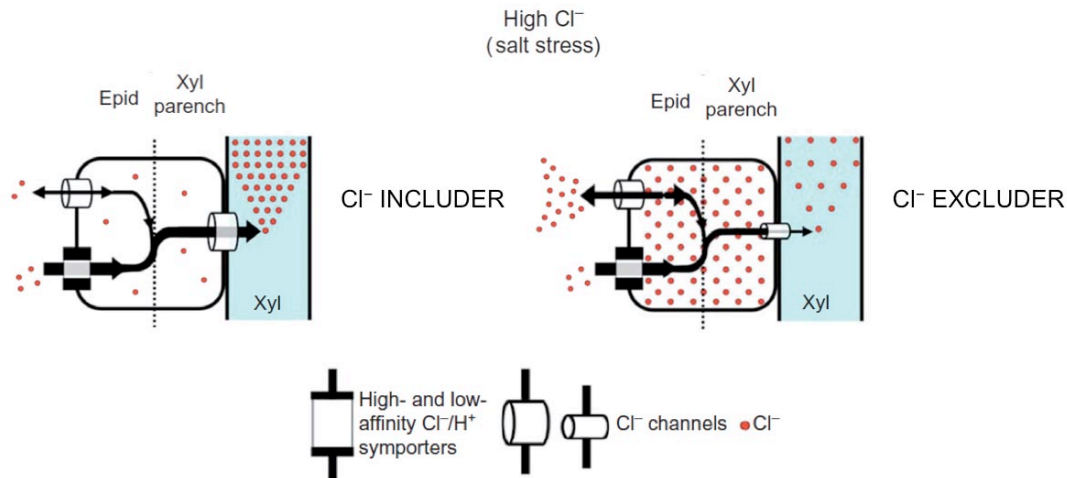 High Cl⁻
(salt stress)
Epid
Xyl
parench
Cl⁻ INCLUDER
Xyl
Epid
Xyl
parench
Cl⁻ EXCLUDER
Xyl
High- and low-
affinity Cl⁻/H⁺
symporters
Cl⁻ channels
Cl⁻